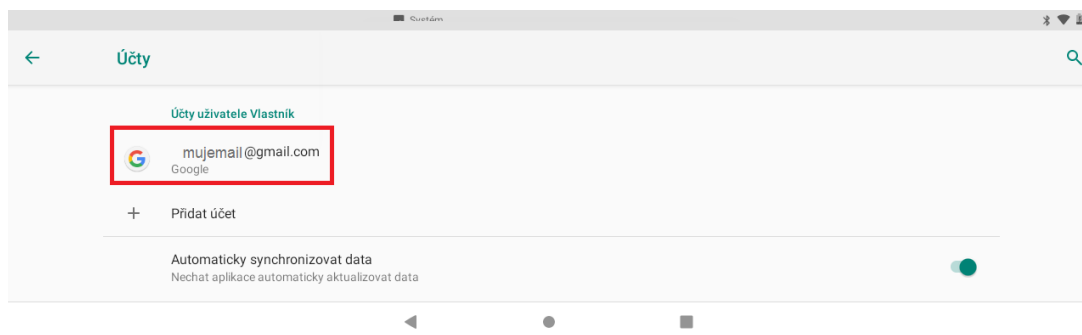 Systém
Účty
Účty uživatele Vlastník
mujemail@gmail.com
Google
Přidat účet
Automaticky synchronizovat data
Nechat aplikace automaticky aktualizovat data